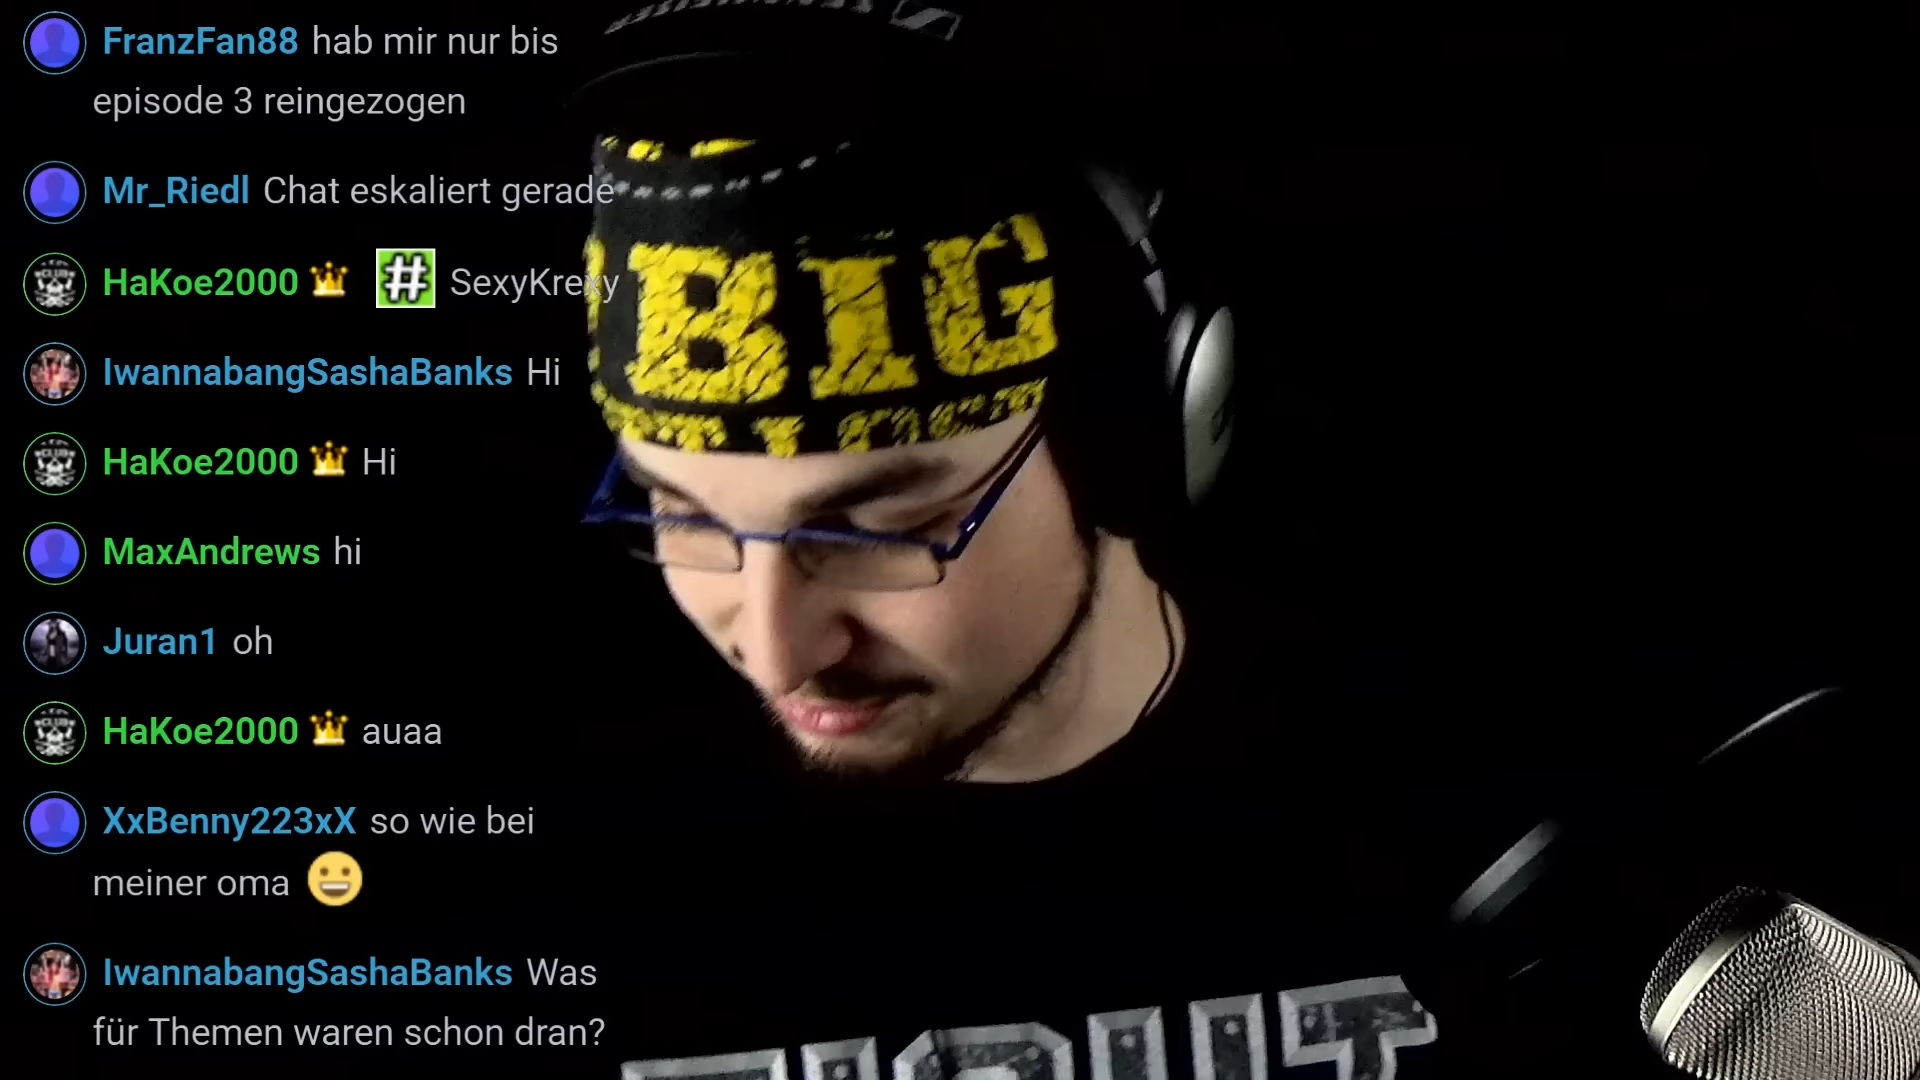 FranzFan88 hab mir nur bis
episode 3 reingezogen
Mr_Riedl Chat eskaliert gerade
HaKoe2000 # SexyKrexy
IwannabangSashaBanks Hi
HaKoe2000 Hi
MaxAndrews hi
Juran1 oh
HaKoe2000 auaa
XxBenny223xX so wie bei
meiner oma
IwannabangSashaBanks Was
für Themen waren schon dran?
BIG